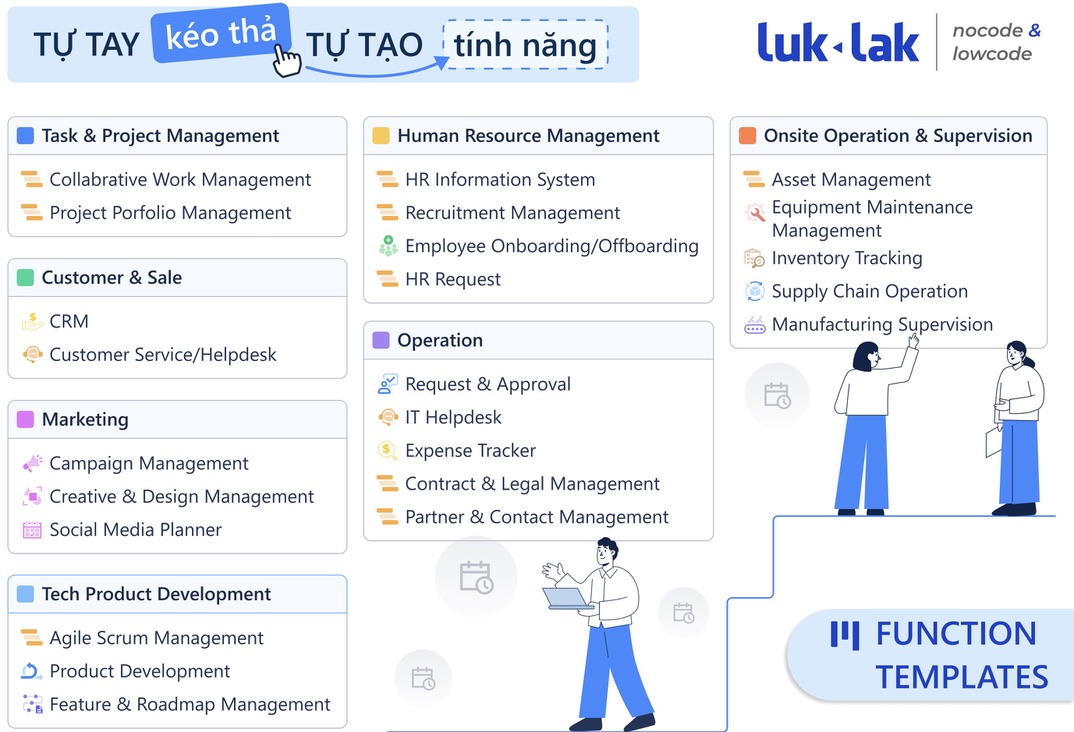 TỰ TAY kéo thả TỰ TẠO tính năng
luk lak
nocode &
lowcode
Task & Project Management
Collabrative Work Management
Project Porfolio Management
Customer & Sale
CRM
Customer Service/Helpdesk
Marketing
Campaign Management
Creative & Design Management
Social Media Planner
Tech Product Development
Agile Scrum Management
Product Development
Feature & Roadmap Management
Human Resource Management
HR Information System
Recruitment Management
Employee Onboarding/Offboarding
HR Request
Operation
Request & Approval
IT Helpdesk
Expense Tracker
Contract & Legal Management
Partner & Contact Management
Onsite Operation & Supervision
Asset Management
Equipment Maintenance
Management
Inventory Tracking
Supply Chain Operation
Manufacturing Supervision
FUNCTION
TEMPLATES